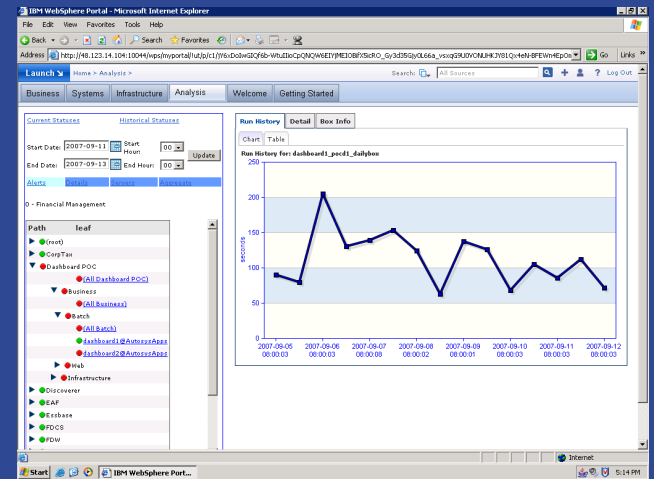 IBM WebSphere Portal - Microsoft Internet Explorer
File Edit View Favorites Tools Help
Back Search Favorites
Address Go Links »
Launch Home > Analysis > Search: All Sources ? Log Out
Business Systems Infrastructure Analysis Welcome Getting Started
Current Statuses Historical Statuses
Start Date: 2007-09-11 Start Hour: 00
End Date: 2007-09-13 End Hour: 00
Update
Alerts Details Servers Aggregate
0 - Financial Management
Path leaf
(root)
CorpTax
Dashboard POC
(All Dashboard POC)
Business
(All Business)
Batch
(All Batch)
dashboard1@AutosysApps
dashboard2@AutosysApps
Web
Infrastructure
Discoverer
EAF
Essbase
FDCS
FDW
Run History Detail Box Info
Chart Table
Run History for: dashboard1_pocd1_dailybox
250
200
150
100
50
0
seconds
2007-09-05 2007-09-06 2007-09-07 2007-09-08 2007-09-09 2007-09-10 2007-09-11 2007-09-12
08:00:03 08:00:03 08:00:08 08:00:02 08:00:01 08:00:03 08:00:03 08:00:03
Internet
Start IBM WebSphere Port... 5:14 PM